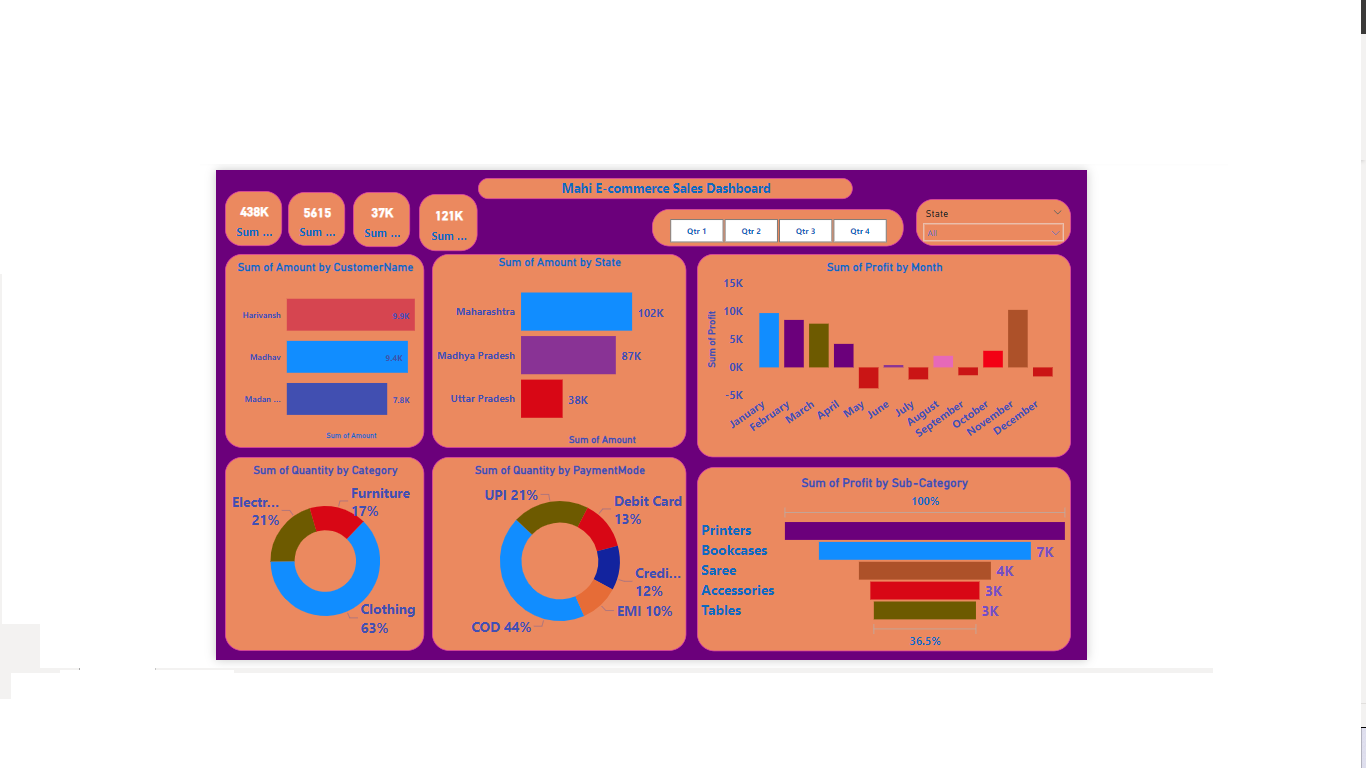 Mahi E-commerce Sales Dashboard
438K
Sum ...
5615
Sum ...
37K
Sum ...
121K
Sum ...
Qtr 1
Qtr 2
Qtr 3
Qtr 4
State
All
Sum of Amount by CustomerName
Harivansh
9.9K
Madhav
9.4K
Madan ...
7.8K
Sum of Amount
Sum of Amount by State
Maharashtra
102K
Madhya Pradesh
87K
Uttar Pradesh
38K
Sum of Amount
Sum of Profit by Month
Sum of Profit
15K
10K
5K
0K
-5K
January
February
March
April
May
June
July
August
September
October
November
December
Sum of Quantity by Category
Electr...
21%
Furniture
17%
Clothing
63%
Sum of Quantity by PaymentMode
UPI 21%
Debit Card
13%
Credi...
12%
EMI 10%
COD 44%
Sum of Profit by Sub-Category
100%
Printers
Bookcases
7K
Saree
4K
Accessories
3K
Tables
3K
36.5%